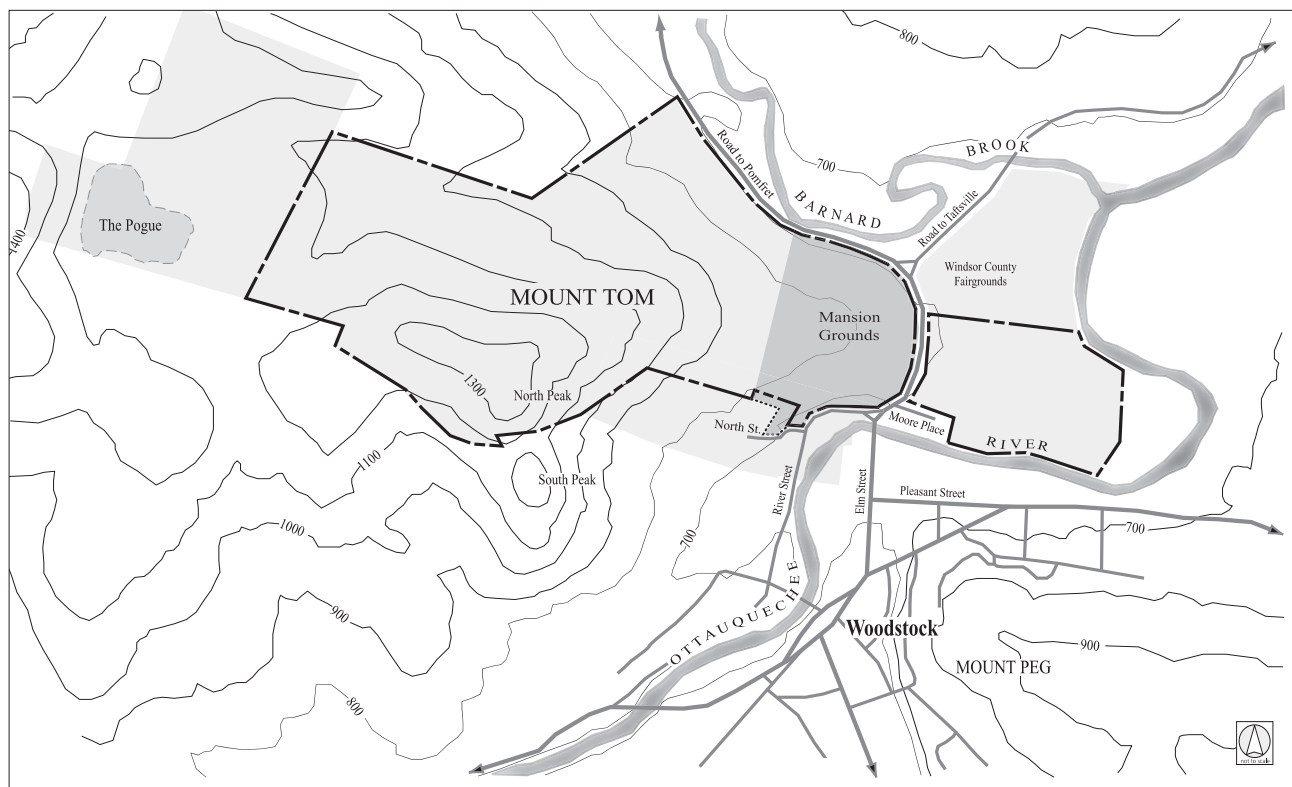 800
Road to Pomfret
700
BROOK
BARNARD
Road to Taftsville
The Pogue
1400
Windsor County
Fairgrounds
MOUNT TOM
Mansion
Grounds
1300
North Peak
North St.
Moore Place
RIVER
1100
South Peak
River Street
Elm Street
Pleasant Street
1000
700
700
OTTAUQUECHEE
900
Woodstock
900
MOUNT PEG
800
not to scale